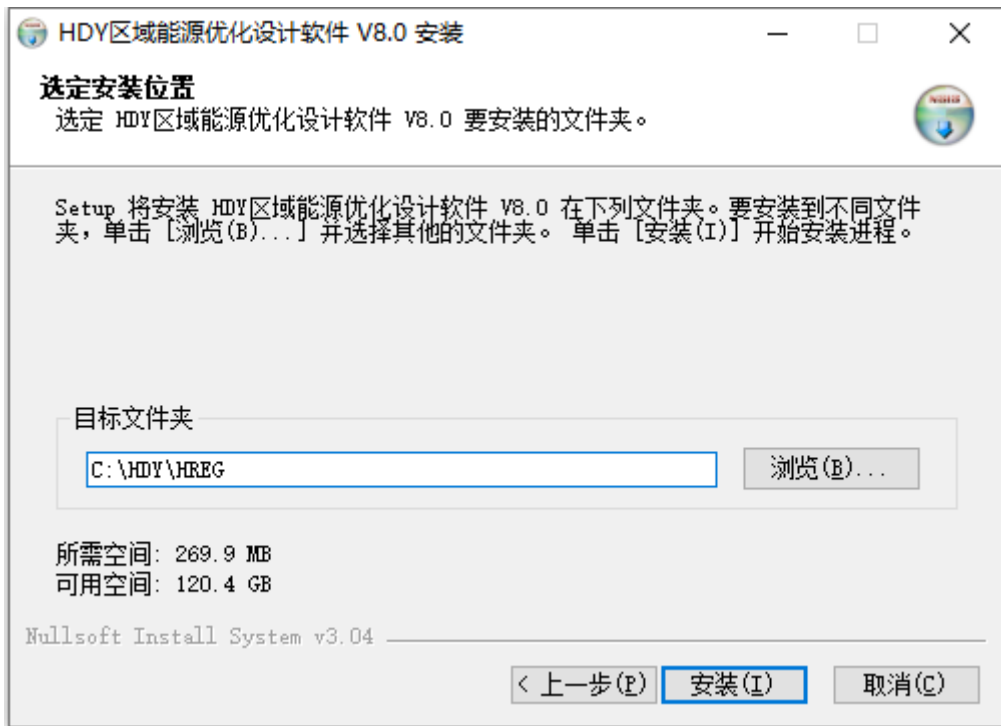 HDY区域能源优化设计软件 V8.0 安装
选定安装位置
选定 HDY区域能源优化设计软件 V8.0 要安装的文件夹。
Setup 将安装 HDY区域能源优化设计软件 V8.0 在下列文件夹。要安装到不同文件
夹，单击 [浏览(B)...] 并选择其他的文件夹。 单击 [安装(I)] 开始安装进程。
目标文件夹
C:\HDY\HREG
浏览(B)...
所需空间: 269.9 MB
可用空间: 120.4 GB
Nullsoft Install System v3.04
< 上一步(P)
安装(I)
取消(C)